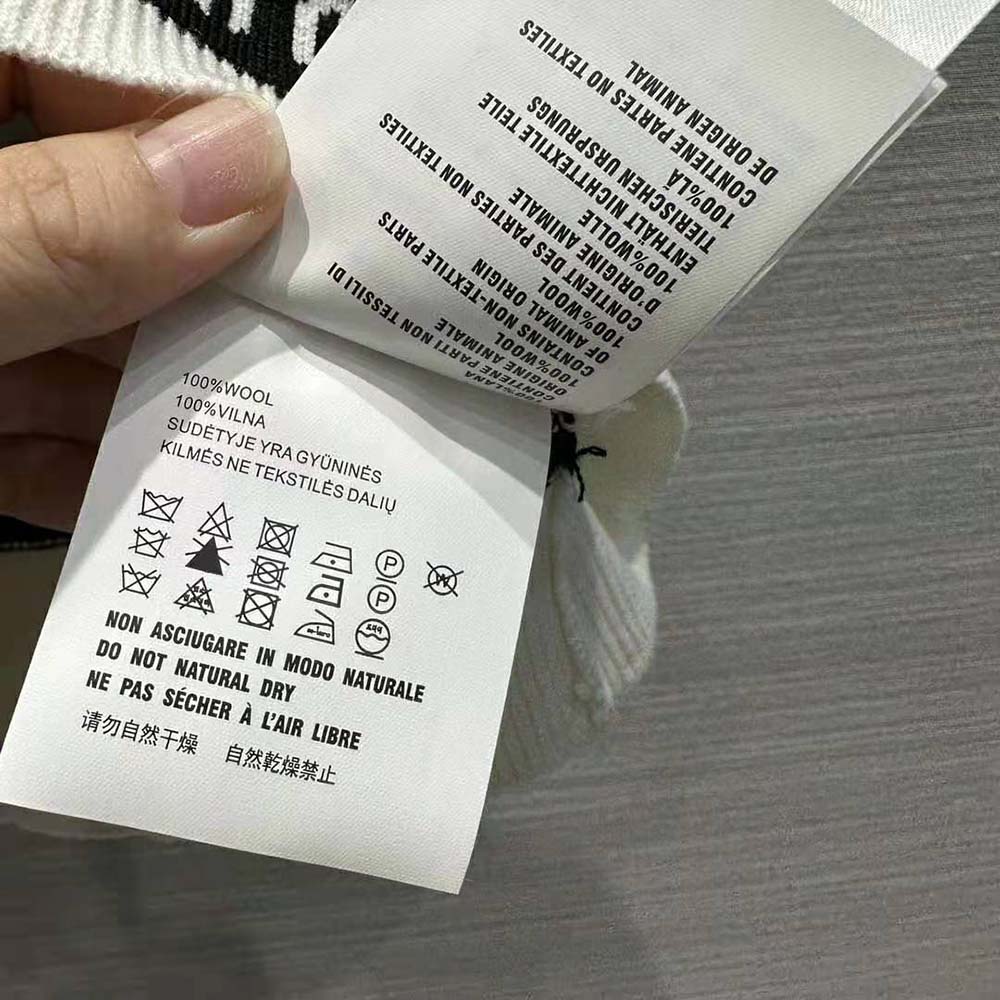 100%LANA
CONTIENE PARTI NON TESSILI DI
ORIGINE ANIMALE
100%WOOL
CONTAINS NON-TEXTILE PARTS
OF ANIMAL ORIGIN
100%WOOL
CONTIENT DES PARTIES NON TEXTILES
D'ORIGINE ANIMALE
100%WOLLE
ENTHÄLT NICHTTEXTILE TEILE
TIERISCHEN URSPRUNGS
100%LÃ
CONTIENE PARTES NO TEXTILES
DE ORIGEN ANIMAL
100%WOOL
100%VILNA
SUDĖTYJE YRA GYŪNINĖS
KILMĖS NE TEKSTILĖS DALIŲ
P
W
P
NON ASCIUGARE IN MODO NATURALE
DO NOT NATURAL DRY
NE PAS SÉCHER À L'AIR LIBRE
请勿自然干燥 自然乾燥禁止